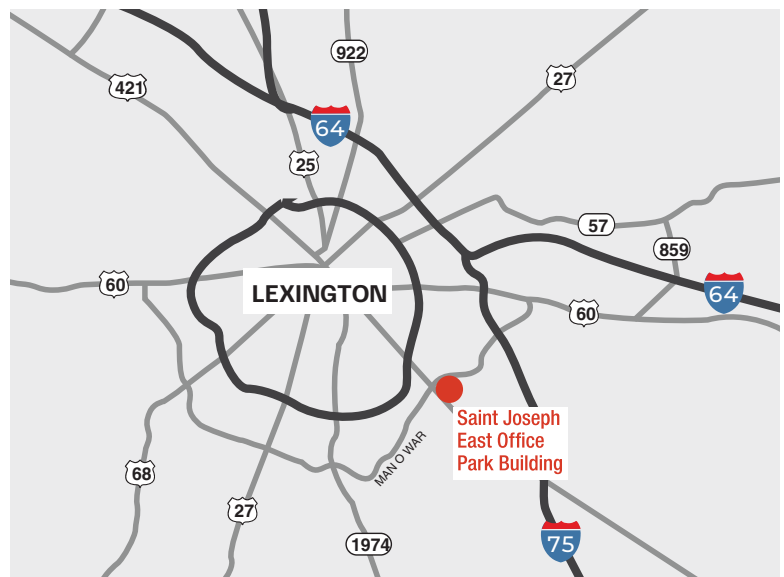 922
27
421
64
25
57
859
60
LEXINGTON
64
60
Saint Joseph
East Office
Park Building
MAN O WAR
68
27
1974
75